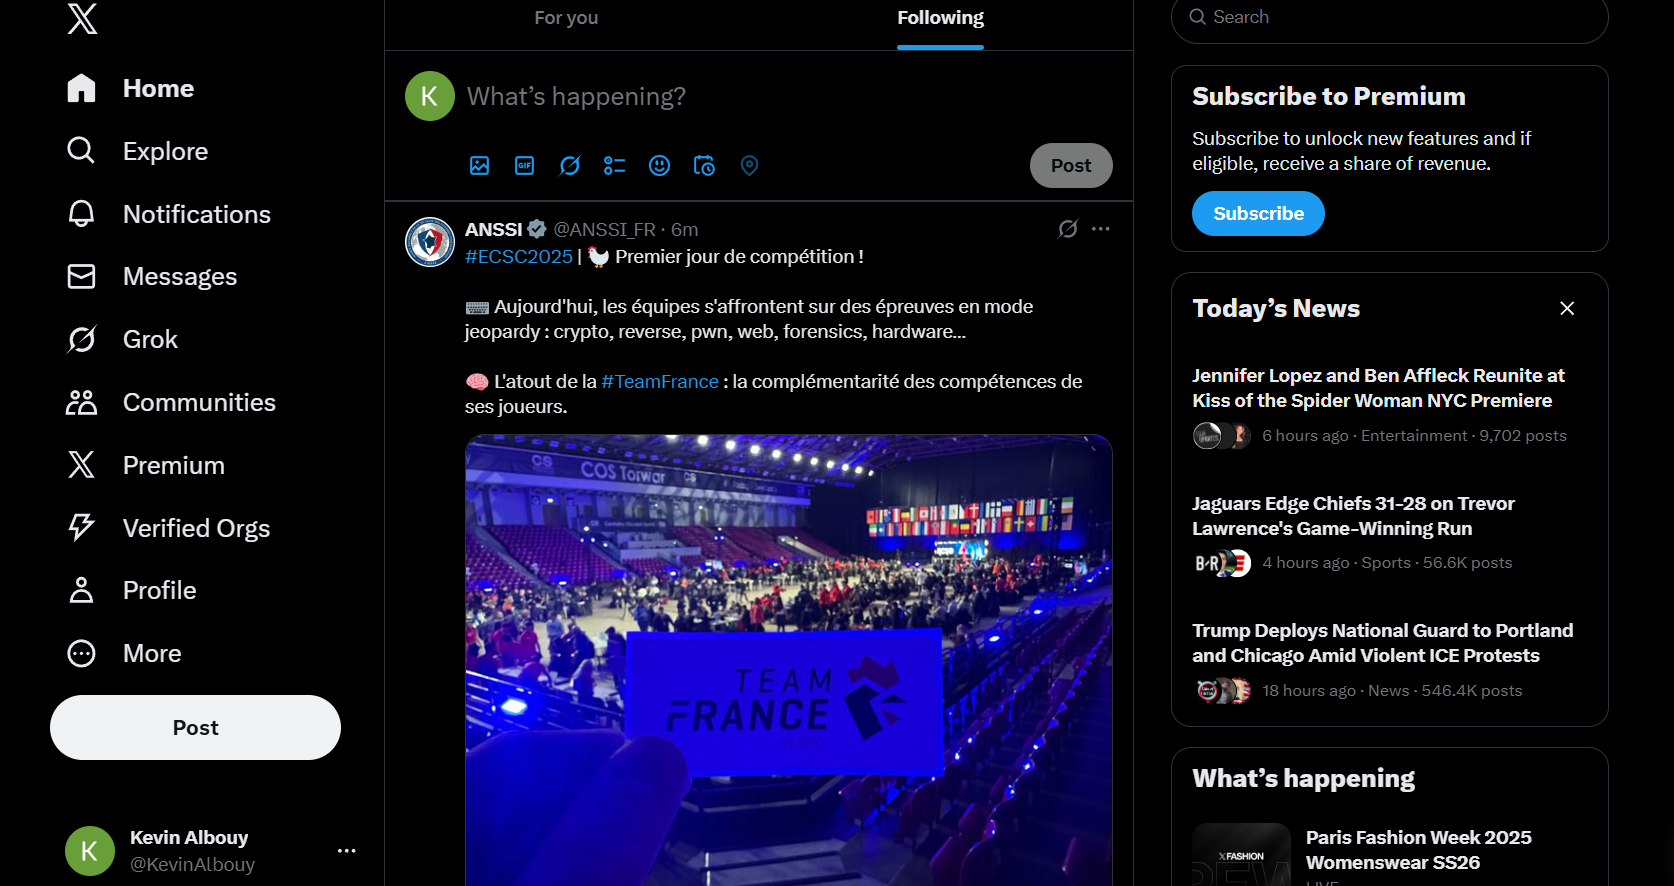 Home
Explore
Notifications
Messages
Grok
Communities
Premium
Verified Orgs
Profile
More
Post
Kevin Albouy
@KevinAlbouy
For you
Following
K
What's happening?
GIF
Post
ANSSI @ANSSI_FR · 6m
#ECSC2025 | 🐓 Premier jour de compétition !
⌨️ Aujourd'hui, les équipes s'affrontent sur des épreuves en mode
jeopardy : crypto, reverse, pwn, web, forensics, hardware...
🧠 L'atout de la #TeamFrance : la complémentarité des compétences de
ses joueurs.
CS
COS Torwar
CS
TEAM
FRANCE
#ECSC
K
Search
Subscribe to Premium
Subscribe to unlock new features and if
eligible, receive a share of revenue.
Subscribe
Today's News
Jennifer Lopez and Ben Affleck Reunite at
Kiss of the Spider Woman NYC Premiere
6 hours ago · Entertainment · 9,702 posts
Jaguars Edge Chiefs 31-28 on Trevor
Lawrence's Game-Winning Run
B/R
4 hours ago · Sports · 56.6K posts
Trump Deploys National Guard to Portland
and Chicago Amid Violent ICE Protests
18 hours ago · News · 546.4K posts
What's happening
X FASHION
Paris Fashion Week 2025
Womenswear SS26
LIVE